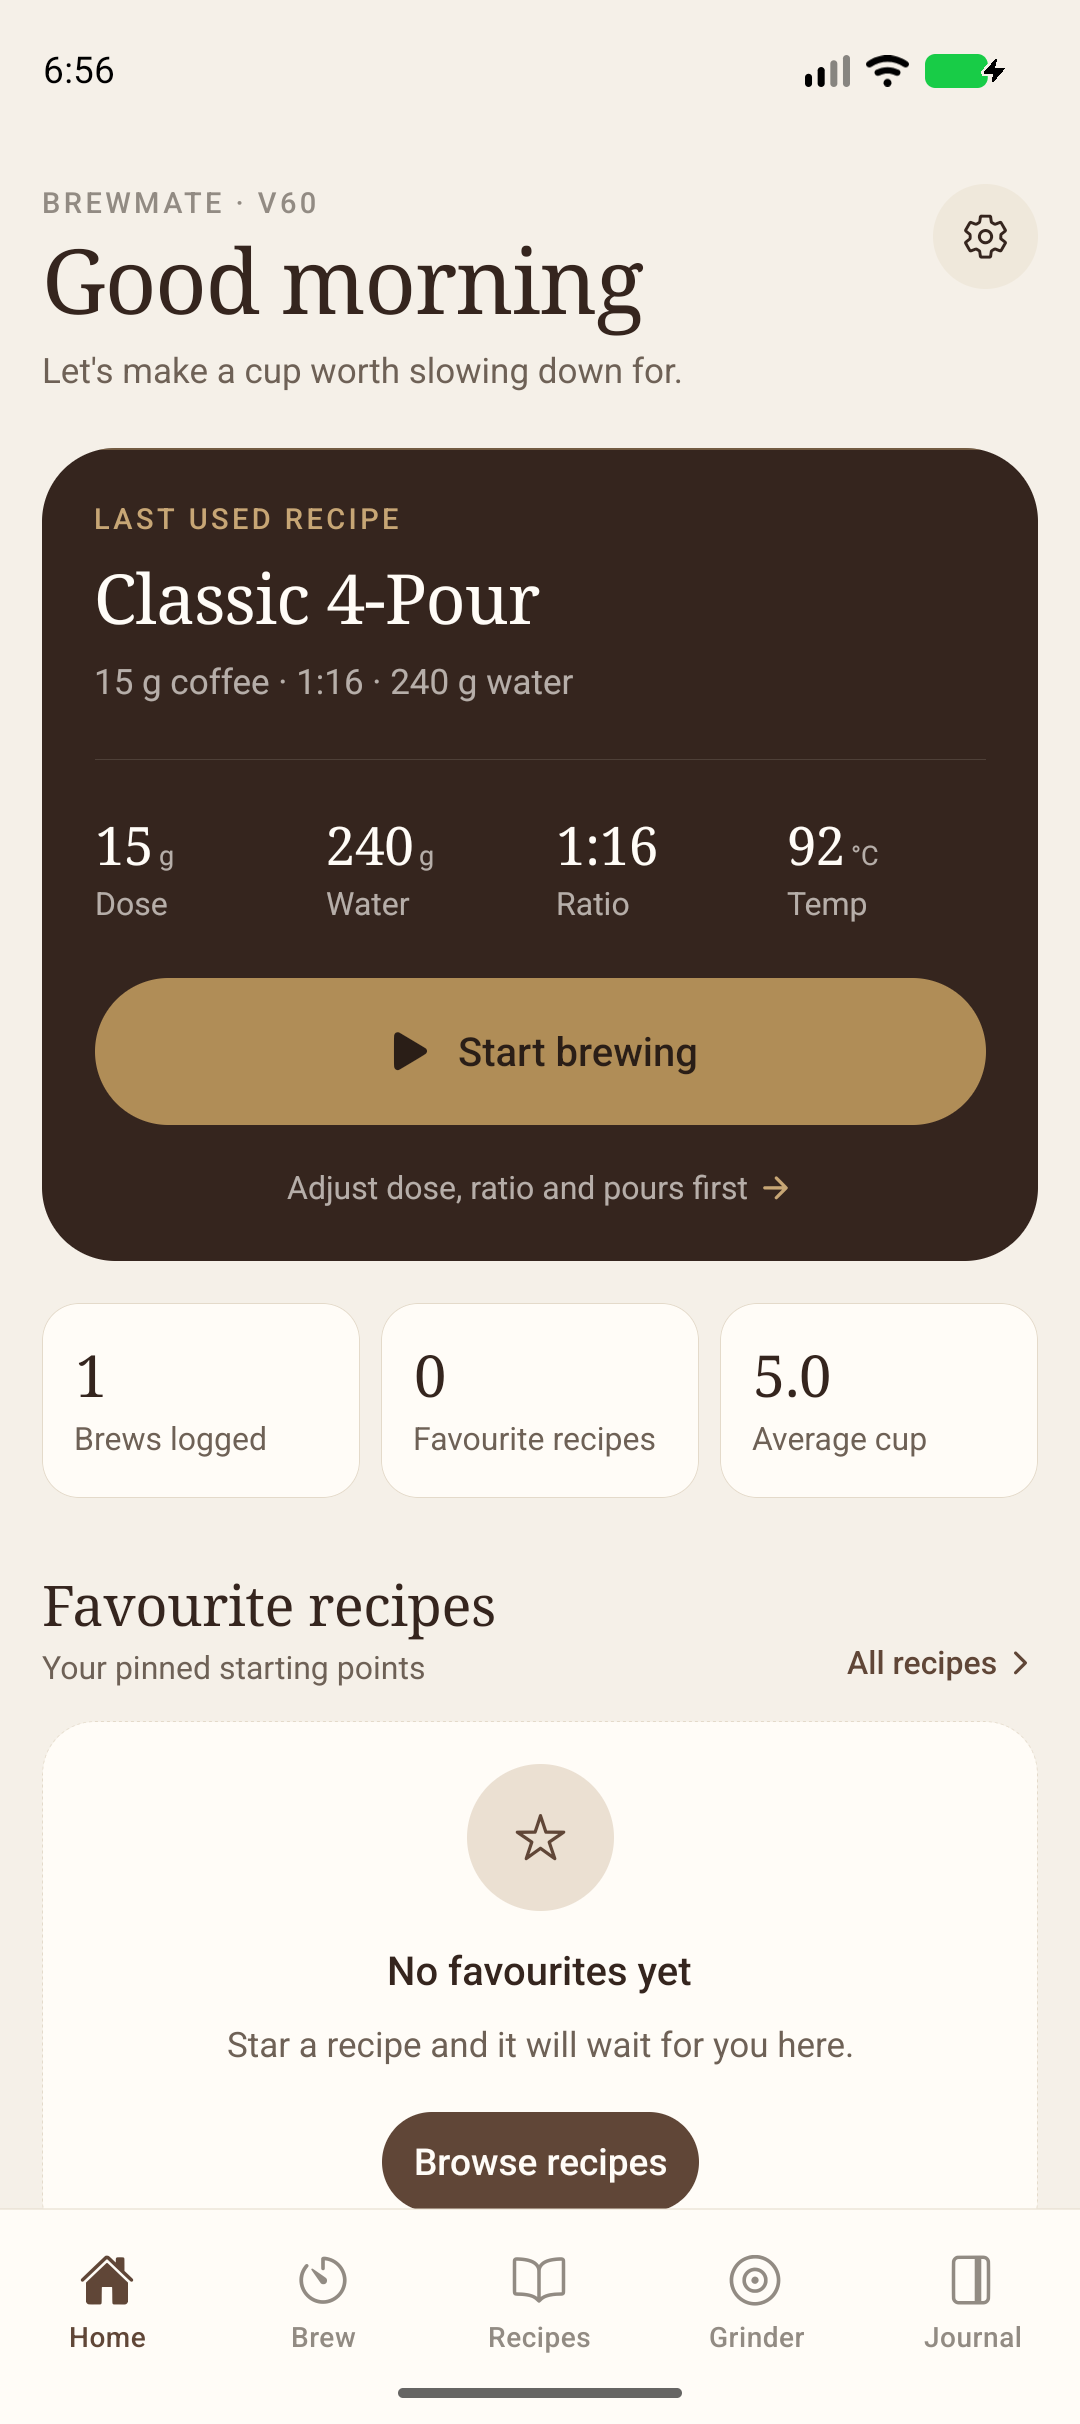 6:56
BREWMATE · V60
Good morning
Let's make a cup worth slowing down for.
LAST USED RECIPE
Classic 4-Pour
15 g coffee · 1:16 · 240 g water
15 g 240 g 1:16 92 °C
Dose Water Ratio Temp
Start brewing
Adjust dose, ratio and pours first →
1 0 5.0
Brews logged Favourite recipes Average cup
Favourite recipes
Your pinned starting points
All recipes >
No favourites yet
Star a recipe and it will wait for you here.
Browse recipes
Home Brew Recipes Grinder Journal